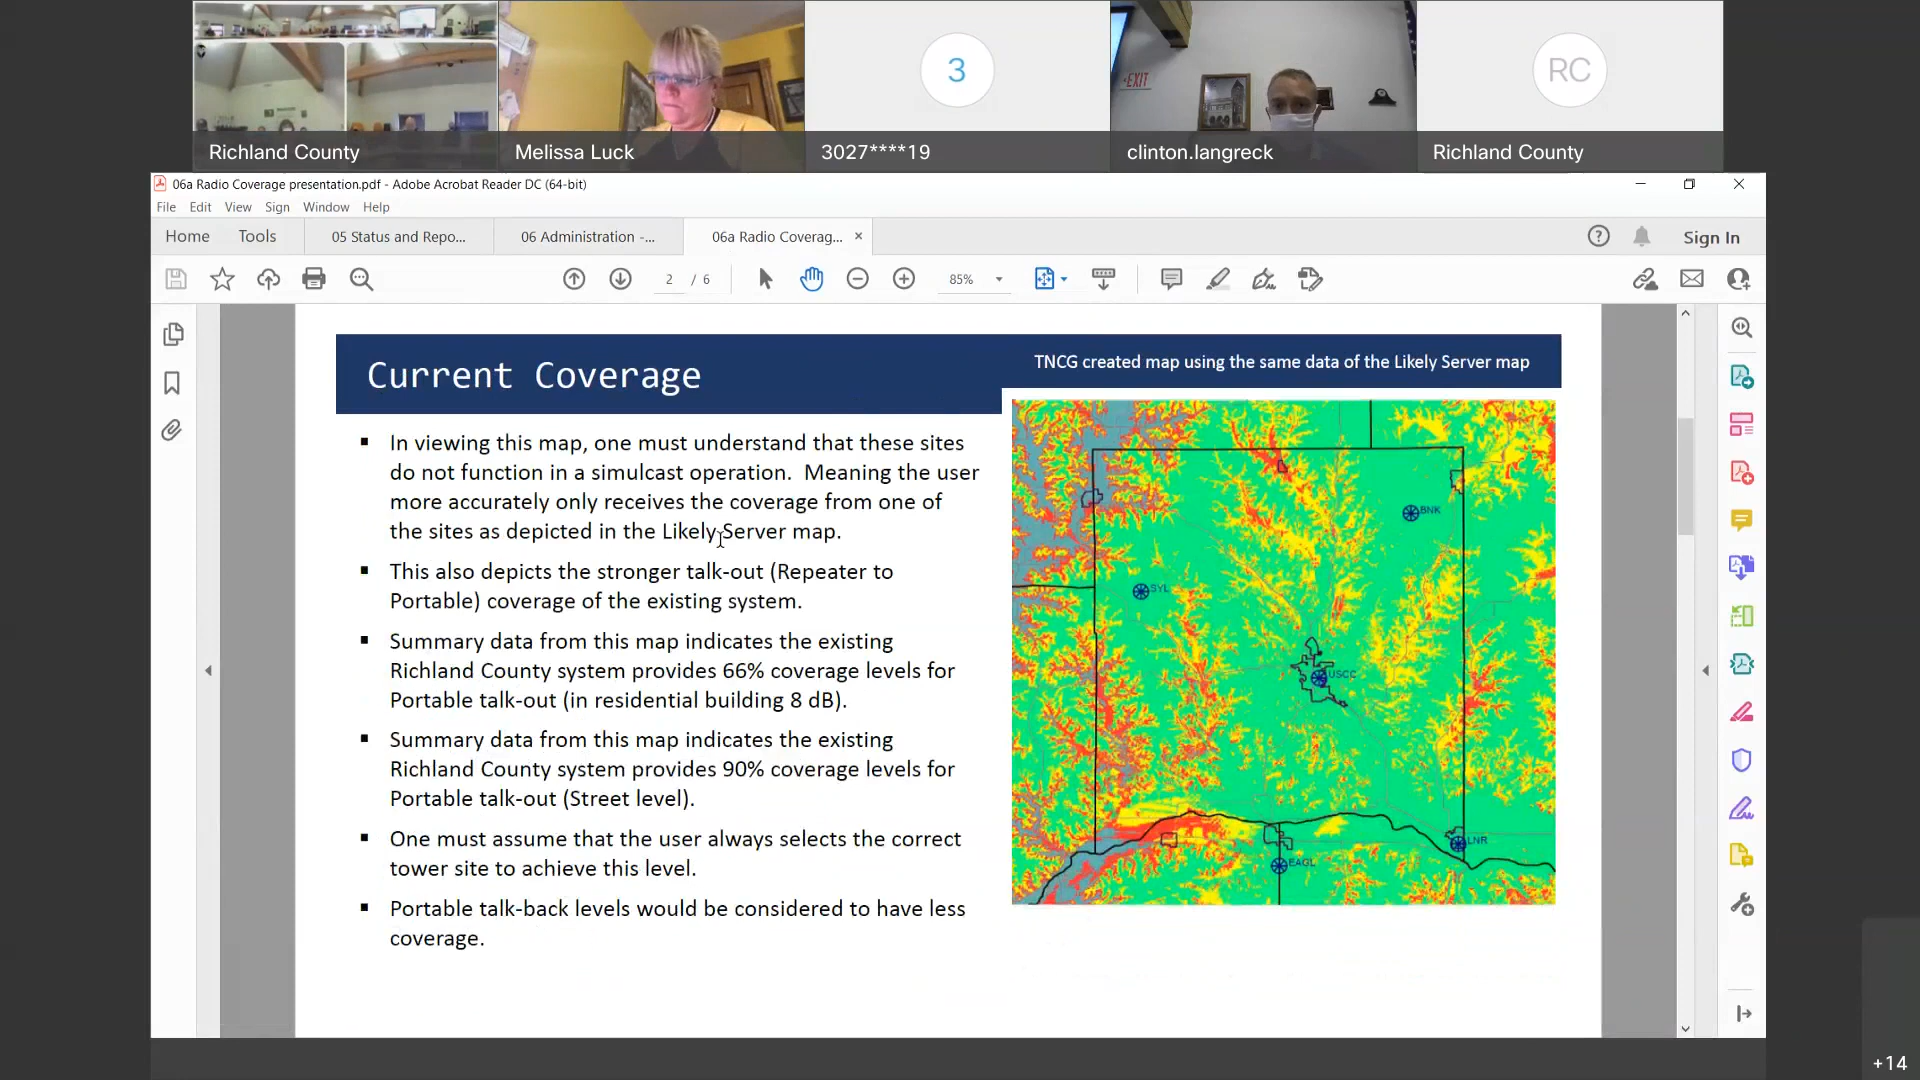 Richland County
Melissa Luck
3
3027****19
EXIT
clinton.langreck
RC
Richland County
06a Radio Coverage presentation.pdf - Adobe Acrobat Reader DC (64-bit)
File Edit View Sign Window Help
Home Tools 05 Status and Repo... 06 Administration -... 06a Radio Coverag... × Sign In
2 / 6 85%
Current Coverage
TNCG created map using the same data of the Likely Server map
▪ In viewing this map, one must understand that these sites
do not function in a simulcast operation. Meaning the user
more accurately only receives the coverage from one of
the sites as depicted in the Likely Server map.
▪ This also depicts the stronger talk-out (Repeater to
Portable) coverage of the existing system.
▪ Summary data from this map indicates the existing
Richland County system provides 66% coverage levels for
Portable talk-out (in residential building 8 dB).
▪ Summary data from this map indicates the existing
Richland County system provides 90% coverage levels for
Portable talk-out (Street level).
▪ One must assume that the user always selects the correct
tower site to achieve this level.
▪ Portable talk-back levels would be considered to have less
coverage.
BNK
SYL
USCC
LNR
EAGL
+14